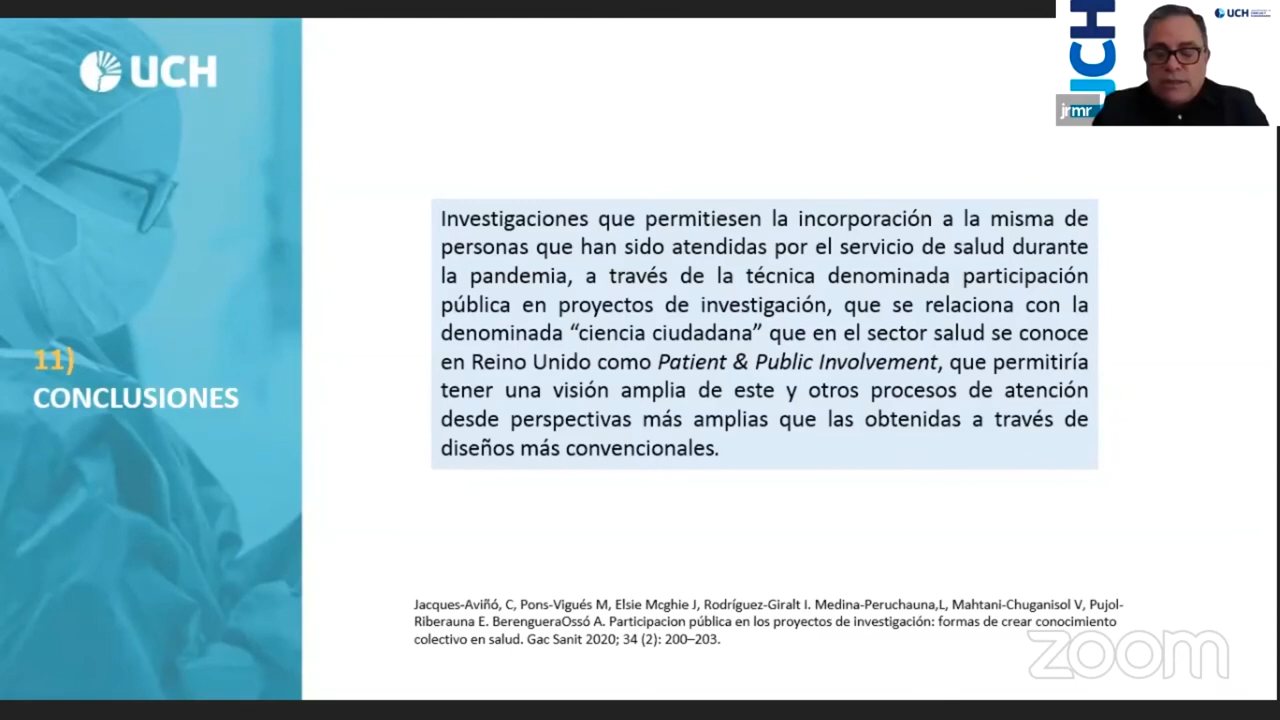 UCH
11)
CONCLUSIONES
Investigaciones que permitiesen la incorporación a la misma de
personas que han sido atendidas por el servicio de salud durante
la pandemia, a través de la técnica denominada participación
pública en proyectos de investigación, que se relaciona con la
denominada “ciencia ciudadana” que en el sector salud se conoce
en Reino Unido como Patient & Public Involvement, que permitiría
tener una visión amplia de este y otros procesos de atención
desde perspectivas más amplias que las obtenidas a través de
diseños más convencionales.
Jacques-Aviñó, C, Pons-Vigués M, Elsie Mcghie J, Rodríguez-Giralt I. Medina-Peruchauna,L, Mahtani-Chuganisol V, Pujol-
Riberauna E. BerengueraOssó A. Participacion pública en los proyectos de investigación: formas de crear conocimiento
colectivo en salud. Gac Sanit 2020; 34 (2): 200–203.
UCH
UCH
jrmr
zoom